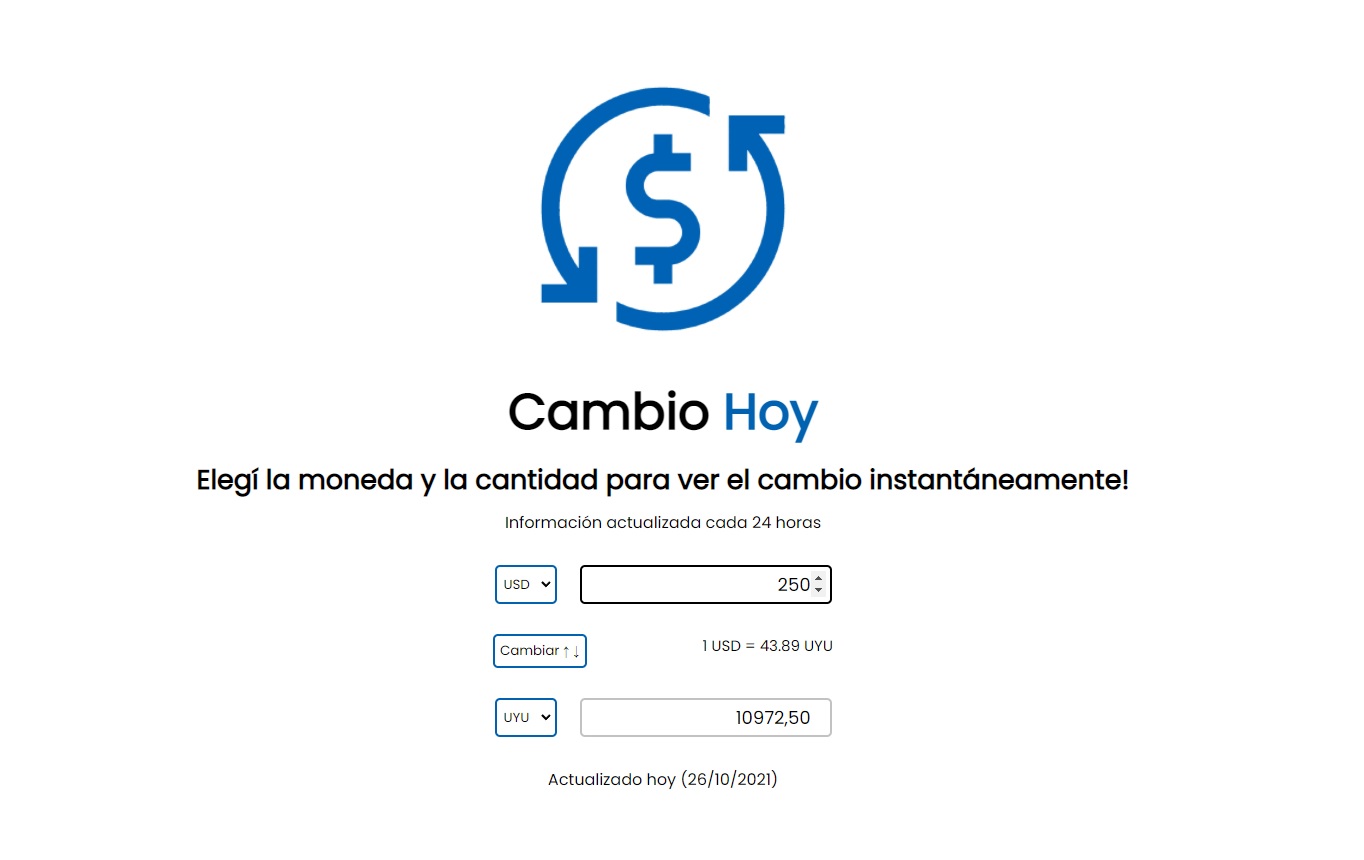 $
Cambio Hoy
Elegí la moneda y la cantidad para ver el cambio instantáneamente!
Información actualizada cada 24 horas
USD 250
Cambiar ↑↓ 1 USD = 43.89 UYU
UYU 10972,50
Actualizado hoy (26/10/2021)